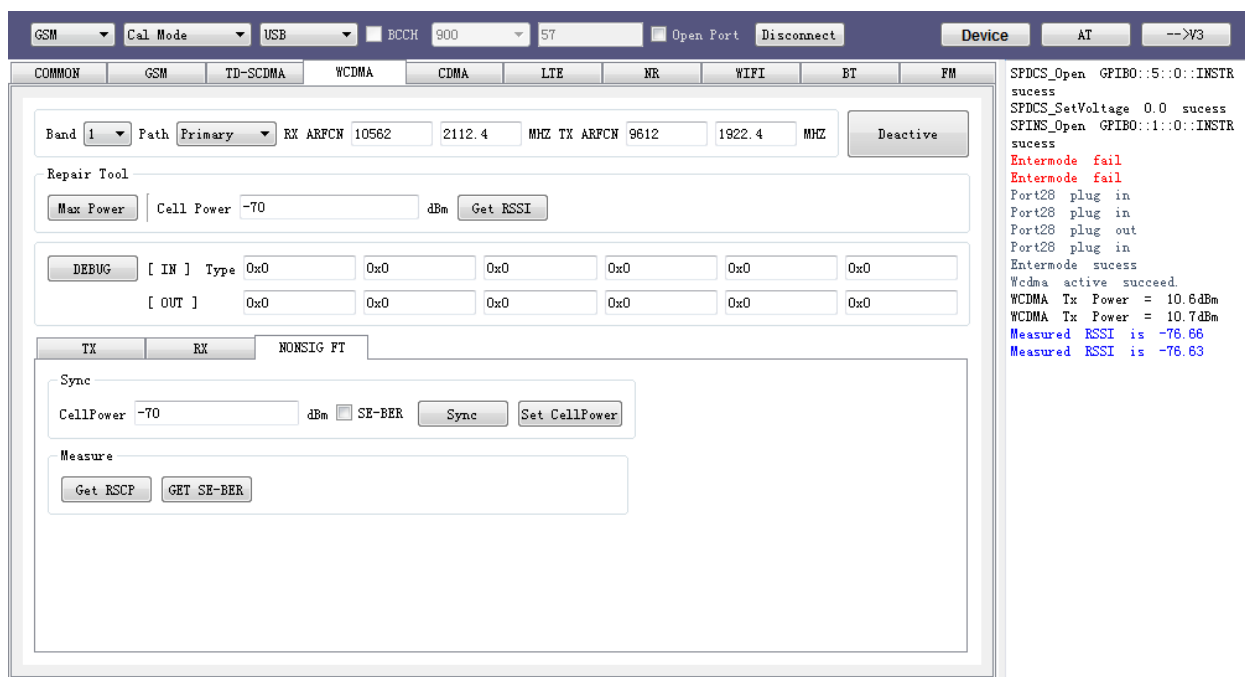 GSM Cal Mode USB BCCH 900 57 Open Port Disconnect Device AT -->V3
COMMON GSM TD-SCDMA WCDMA CDMA LTE NR WIFI BT FM
Band 1 Path Primary RX ARFCN 10562 2112.4 MHZ TX ARFCN 9612 1922.4 MHZ Deactive
Repair Tool
Max Power Cell Power -70 dBm Get RSSI
DEBUG [ IN ] Type 0x0 0x0 0x0 0x0 0x0 0x0
[ OUT ] 0x0 0x0 0x0 0x0 0x0 0x0
TX RX NONSIG FT
Sync
CellPower -70 dBm SE-BER Sync Set CellPower
Measure
Get RSCP GET SE-BER
SPDCS_Open GPIB0::5::0::INSTR
sucess
SPDCS_SetVoltage 0.0 sucess
SPINS_Open GPIB0::1::0::INSTR
sucess
Entermode fail
Entermode fail
Port28 plug in
Port28 plug in
Port28 plug out
Port28 plug in
Entermode sucess
Wcdma active succeed.
WCDMA Tx Power = 10.6dBm
WCDMA Tx Power = 10.7dBm
Measured RSSI is -76.66
Measured RSSI is -76.63